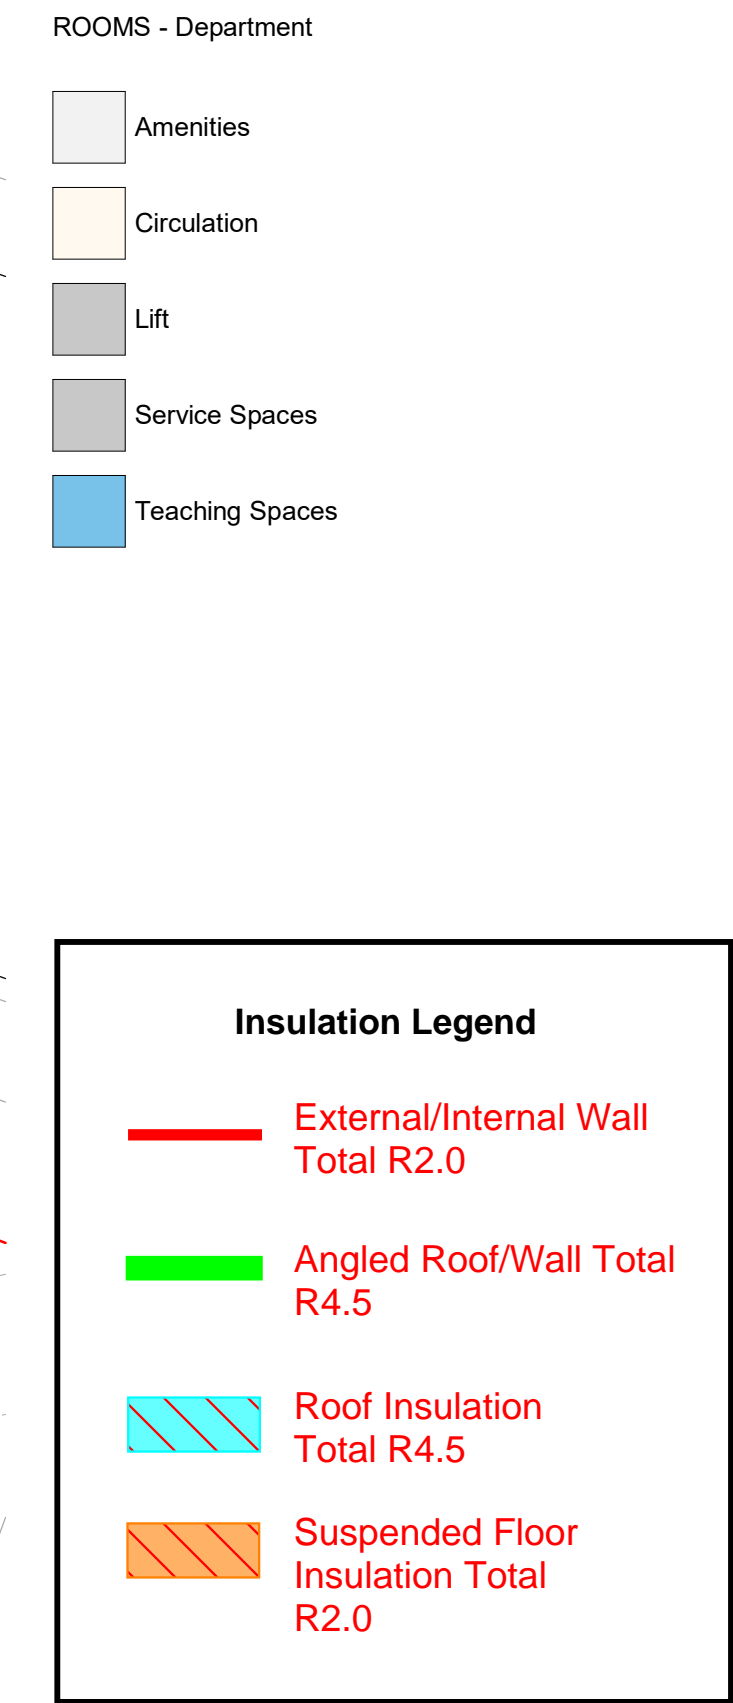 ROOMS - Department
Amenities
Circulation
Lift
Service Spaces
Teaching Spaces
Insulation Legend
External/Internal Wall
Total R2.0
Angled Roof/Wall Total
R4.5
Roof Insulation
Total R4.5
Suspended Floor
Insulation Total
R2.0